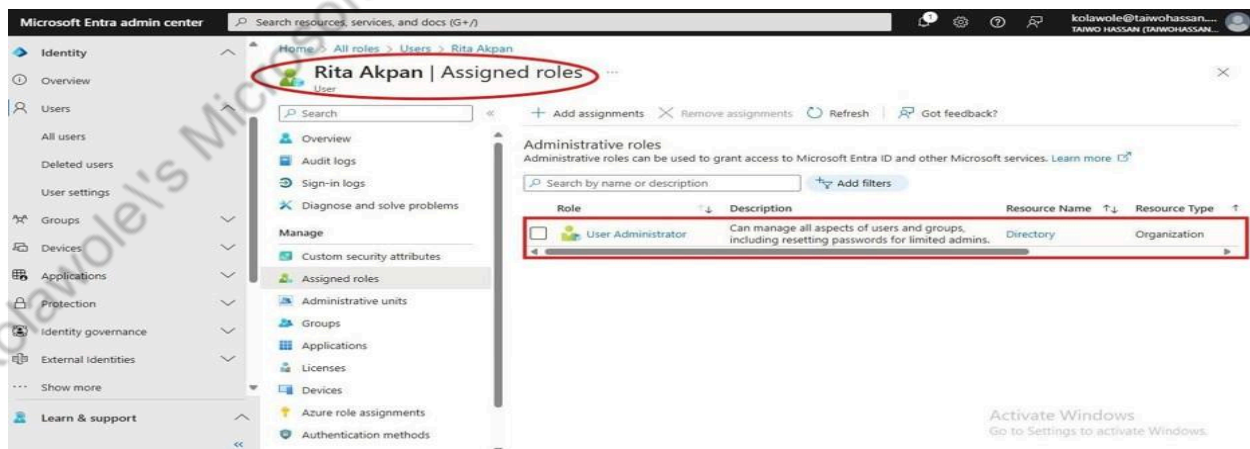 Microsoft Entra admin center
Search resources, services, and docs (G+/)
kolawole@taiwohassan....
TAIWO HASSAN (TAIWOHASSAN...
Identity
Overview
Users
All users
Deleted users
User settings
Groups
Devices
Applications
Protection
Identity governance
External Identities
... Show more
Learn & support
Home > All roles > Users > Rita Akpan
Rita Akpan | Assigned roles ...
User
Search
Overview
Audit logs
Sign-in logs
Diagnose and solve problems
Manage
Custom security attributes
Assigned roles
Administrative units
Groups
Applications
Licenses
Devices
Azure role assignments
Authentication methods
+ Add assignments Remove assignments Refresh Got feedback?
Administrative roles
Administrative roles can be used to grant access to Microsoft Entra ID and other Microsoft services. Learn more
Search by name or description Add filters
Role Description Resource Name Resource Type
User Administrator Can manage all aspects of users and groups, including resetting passwords for limited admins. Directory Organization
Activate Windows
Go to Settings to activate Windows.
Kolawole\'s Microso